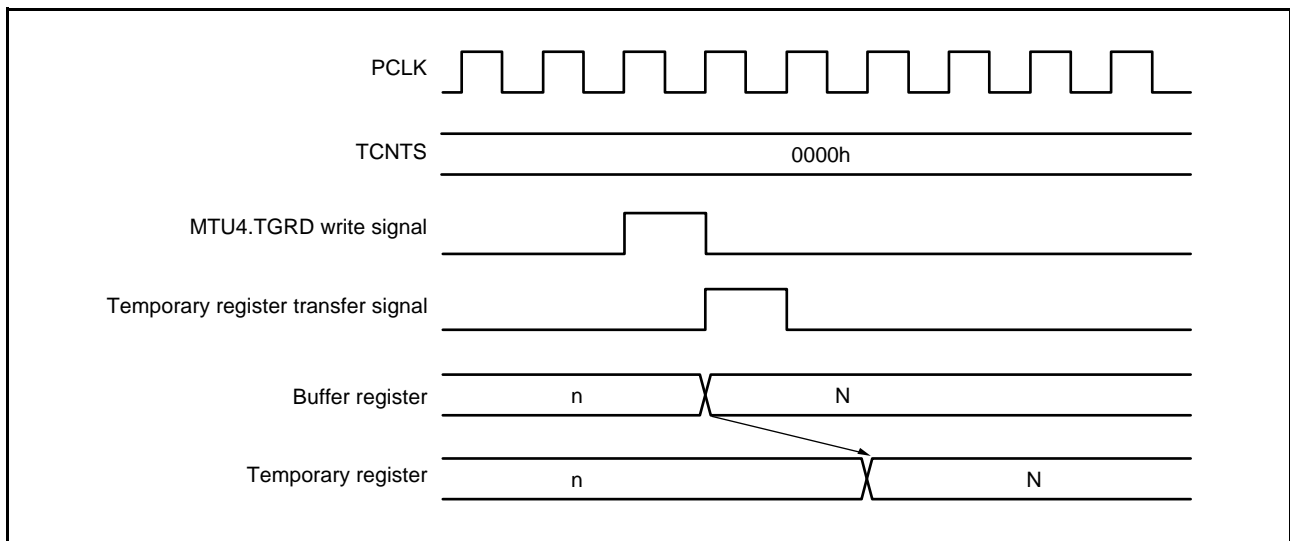 PCLK
TCNTS
0000h
MTU4.TGRD write signal
Temporary register transfer signal
Buffer register
n
N
Temporary register
n
N